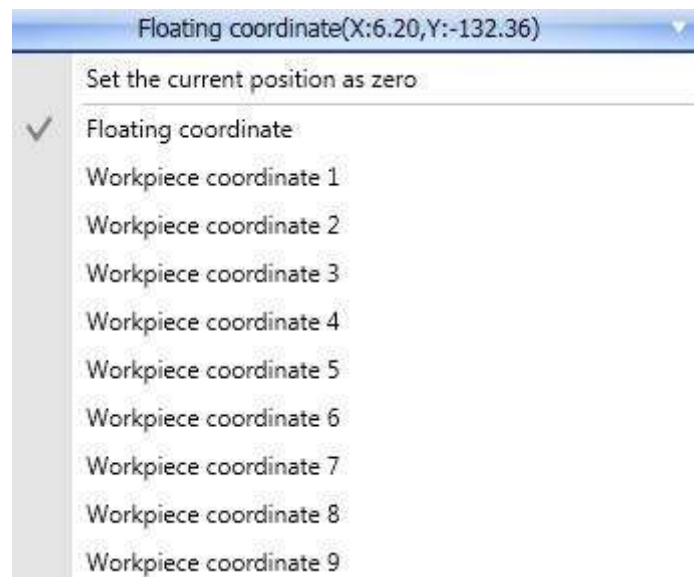 Floating coordinate(X:6.20,Y:-132.36)
Set the current position as zero
Floating coordinate
Workpiece coordinate 1
Workpiece coordinate 2
Workpiece coordinate 3
Workpiece coordinate 4
Workpiece coordinate 5
Workpiece coordinate 6
Workpiece coordinate 7
Workpiece coordinate 8
Workpiece coordinate 9